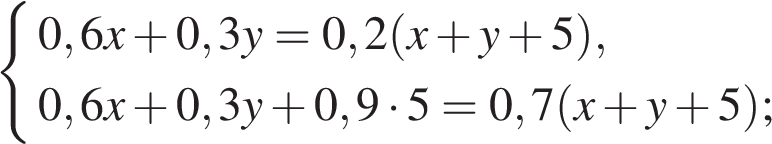 0,6x + 0,3y = 0,2(x + y + 5),
0,6x + 0,3y + 0,9 · 5 = 0,7(x + y + 5);